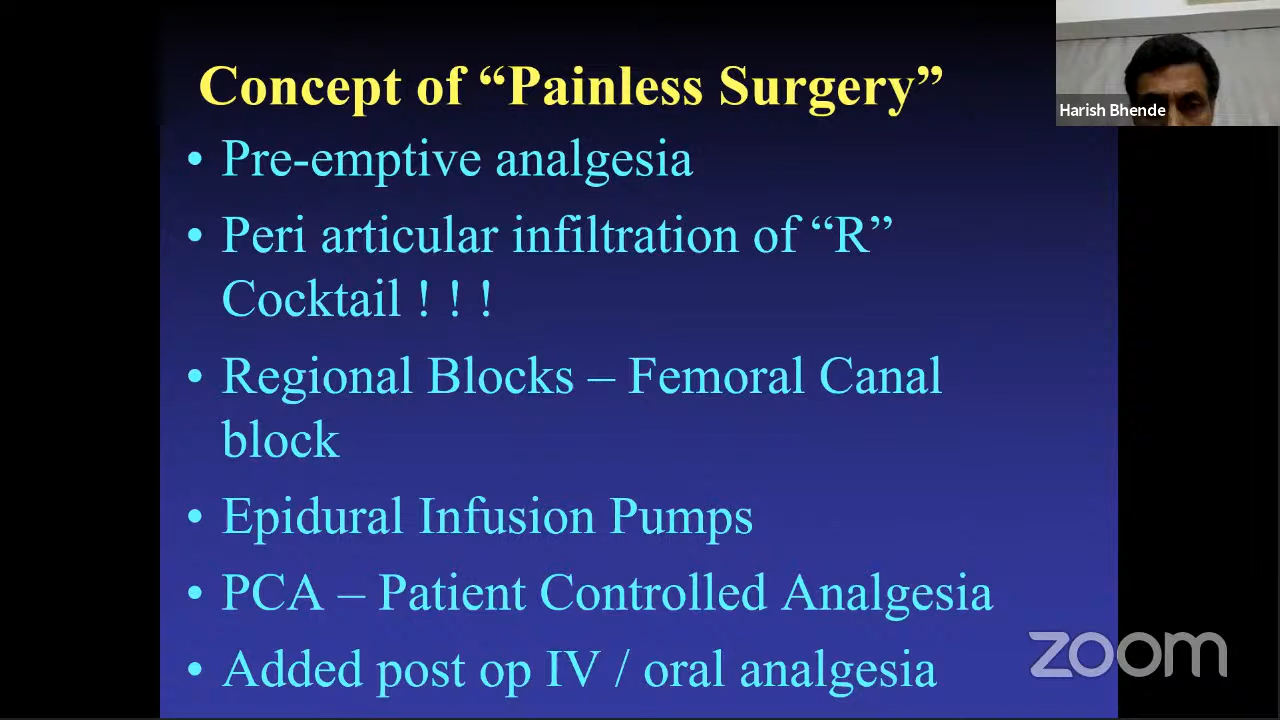 Concept of “Painless Surgery”
Harish Bhende
• Pre-emptive analgesia
• Peri articular infiltration of “R”
Cocktail ! ! !
• Regional Blocks – Femoral Canal
block
• Epidural Infusion Pumps
• PCA – Patient Controlled Analgesia
• Added post op IV / oral analgesia
zoom